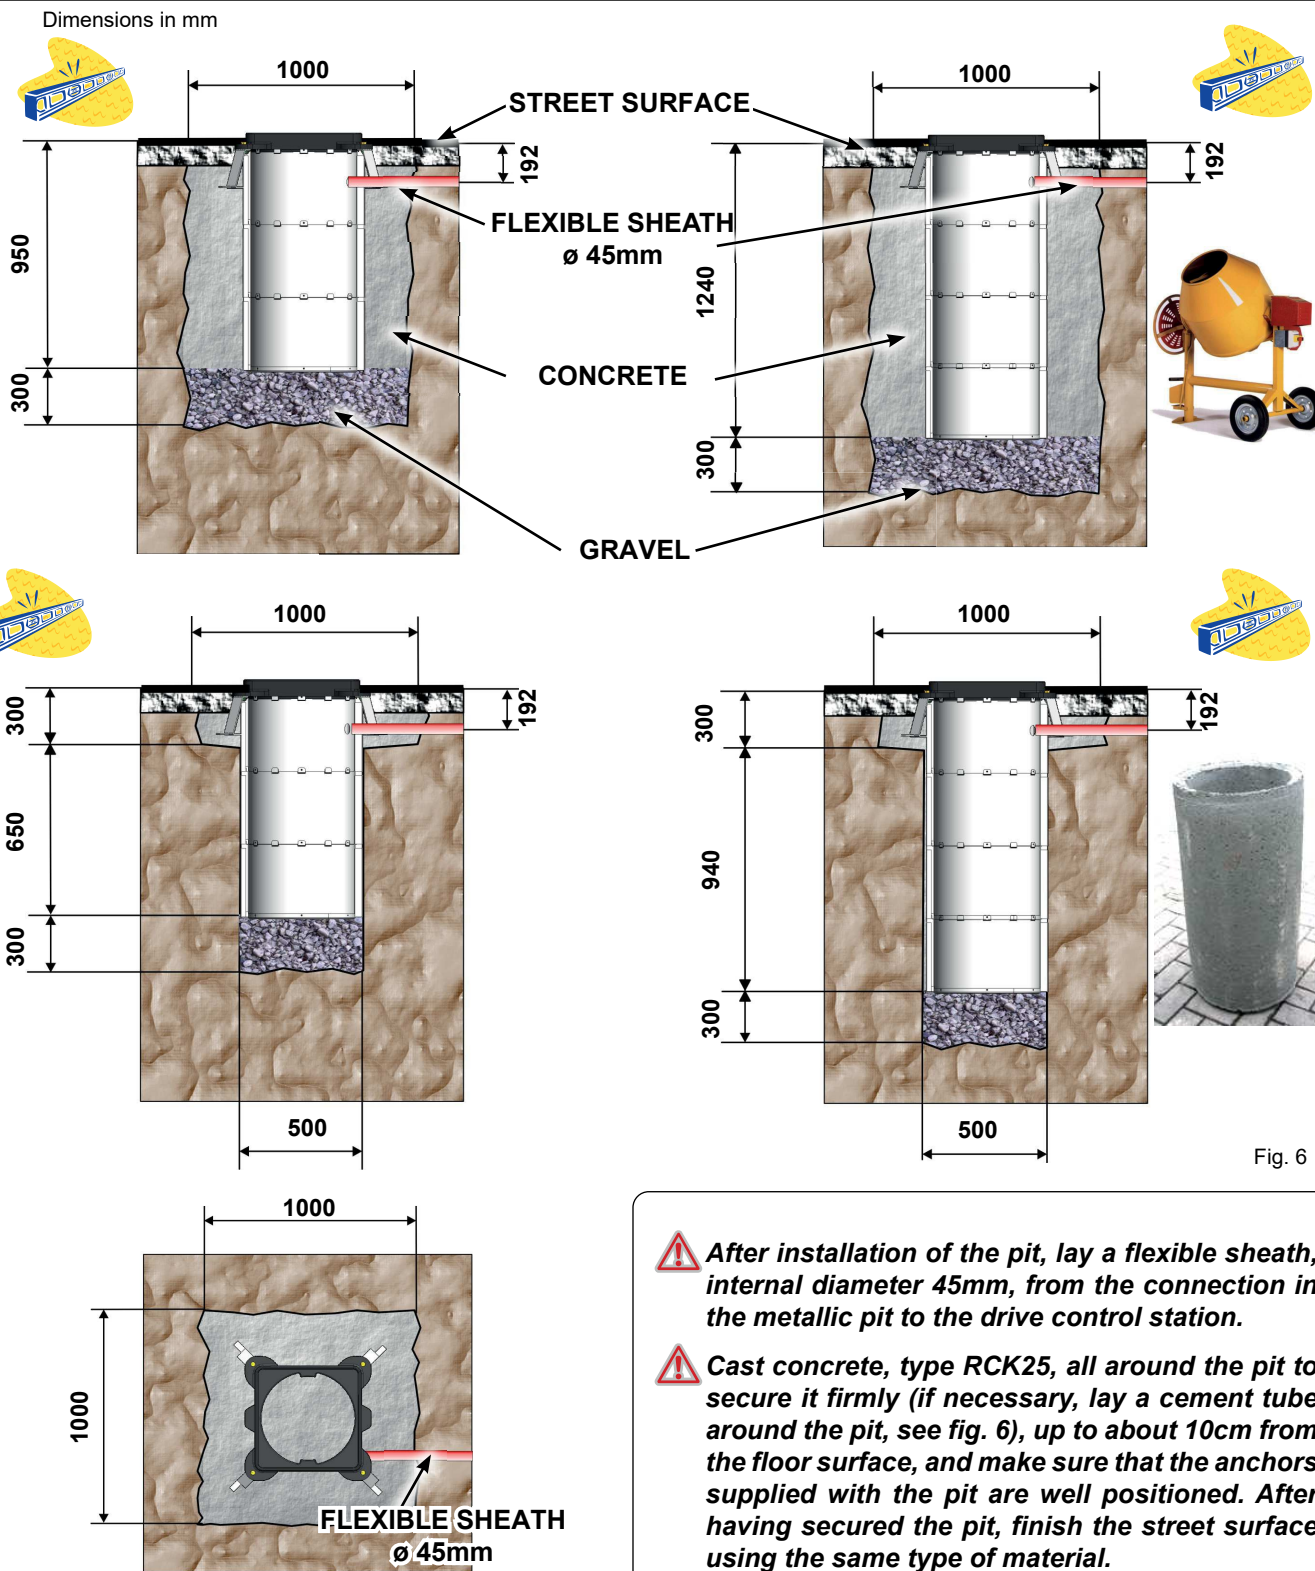 Dimensions in mm
1000
1000
STREET SURFACE
192
192
950
FLEXIBLE SHEATH
ø 45mm
1240
CONCRETE
300
300
GRAVEL
1000
1000
300
192
300
192
650
940
300
300
500
500
Fig. 6
1000
1000
FLEXIBLE SHEATH
ø 45mm
After installation of the pit, lay a flexible sheath,
internal diameter 45mm, from the connection in
the metallic pit to the drive control station.
Cast concrete, type RCK25, all around the pit to
secure it firmly (if necessary, lay a cement tube
around the pit, see fig. 6), up to about 10cm from
the floor surface, and make sure that the anchors
supplied with the pit are well positioned. After
having secured the pit, finish the street surface
using the same type of material.